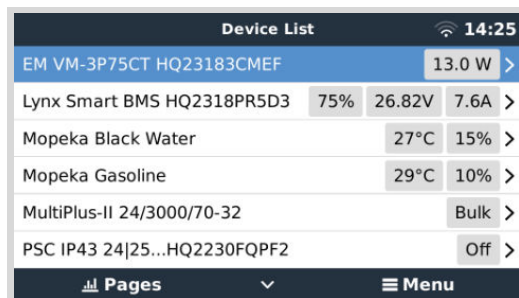 Device List 14:25
EM VM-3P75CT HQ23183CMEF 13.0 W
Lynx Smart BMS HQ2318PR5D3 75% 26.82V 7.6A
Mopeka Black Water 27°C 15%
Mopeka Gasoline 29°C 10%
MultiPlus-II 24/3000/70-32 Bulk
PSC IP43 24|25...HQ2230FQPF2 Off
Pages Menu